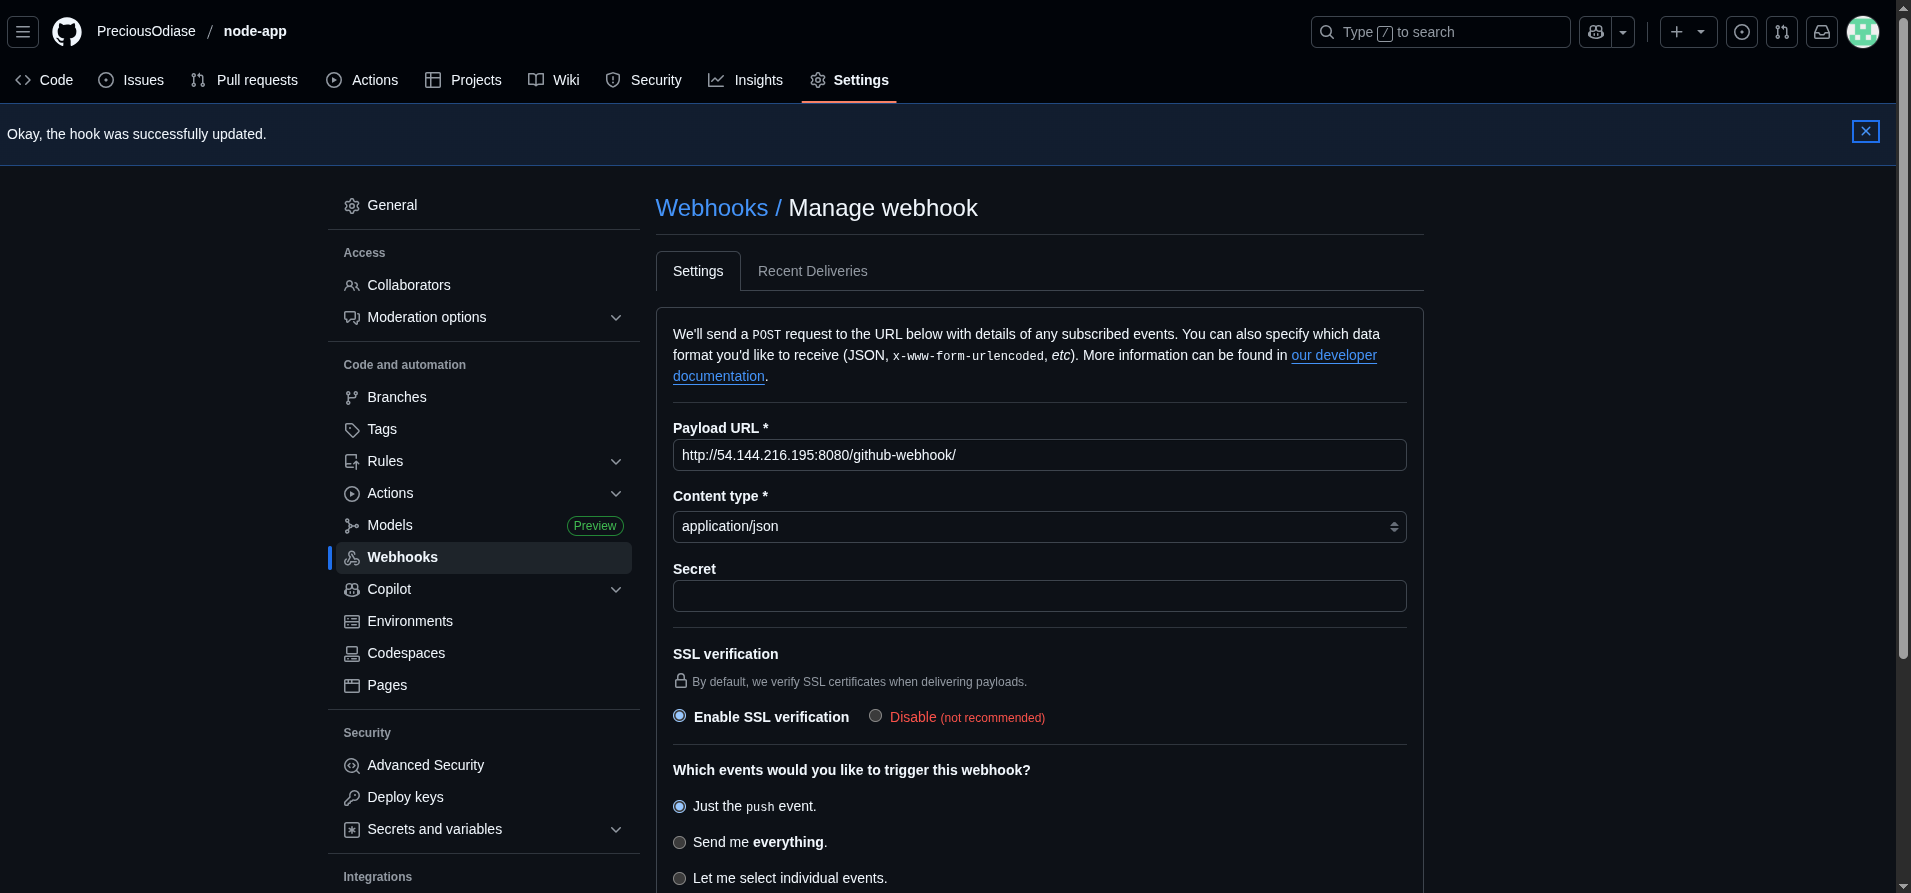 PreciousOdiase / node-app
Type / to search
Code Issues Pull requests Actions Projects Wiki Security Insights Settings
Okay, the hook was successfully updated.
General
Access
Collaborators
Moderation options
Code and automation
Branches
Tags
Rules
Actions
Models Preview
Webhooks
Copilot
Environments
Codespaces
Pages
Security
Advanced Security
Deploy keys
Secrets and variables
Integrations
Webhooks / Manage webhook
Settings Recent Deliveries
We'll send a POST request to the URL below with details of any subscribed events. You can also specify which data
format you'd like to receive (JSON, x-www-form-urlencoded, etc). More information can be found in our developer
documentation.
Payload URL *
http://54.144.216.195:8080/github-webhook/
Content type *
application/json
Secret
SSL verification
By default, we verify SSL certificates when delivering payloads.
Enable SSL verification Disable (not recommended)
Which events would you like to trigger this webhook?
Just the push event.
Send me everything.
Let me select individual events.